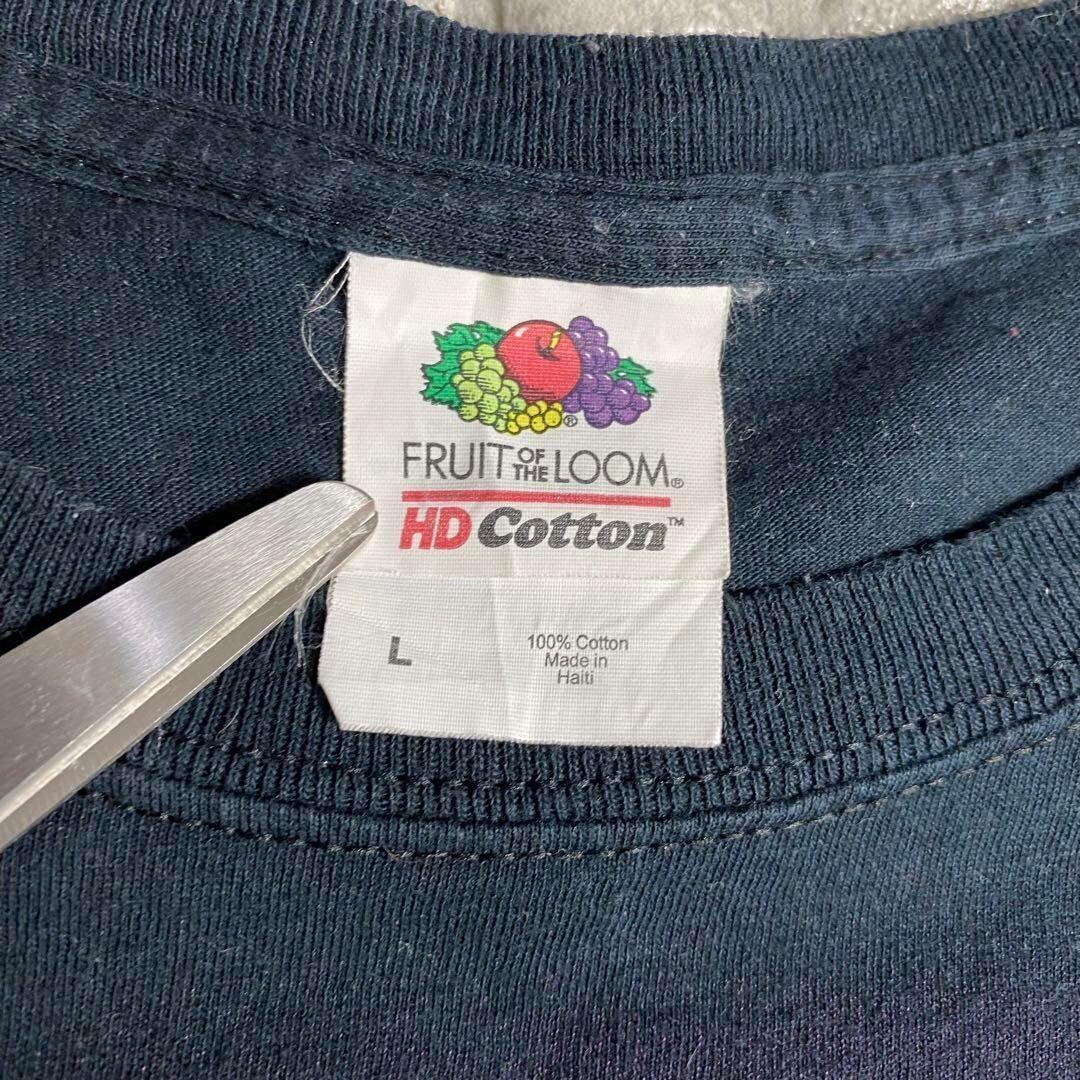 ®
FRUIT OF THE LOOM®
HD Cotton™
L
100% Cotton
Made in
Haiti